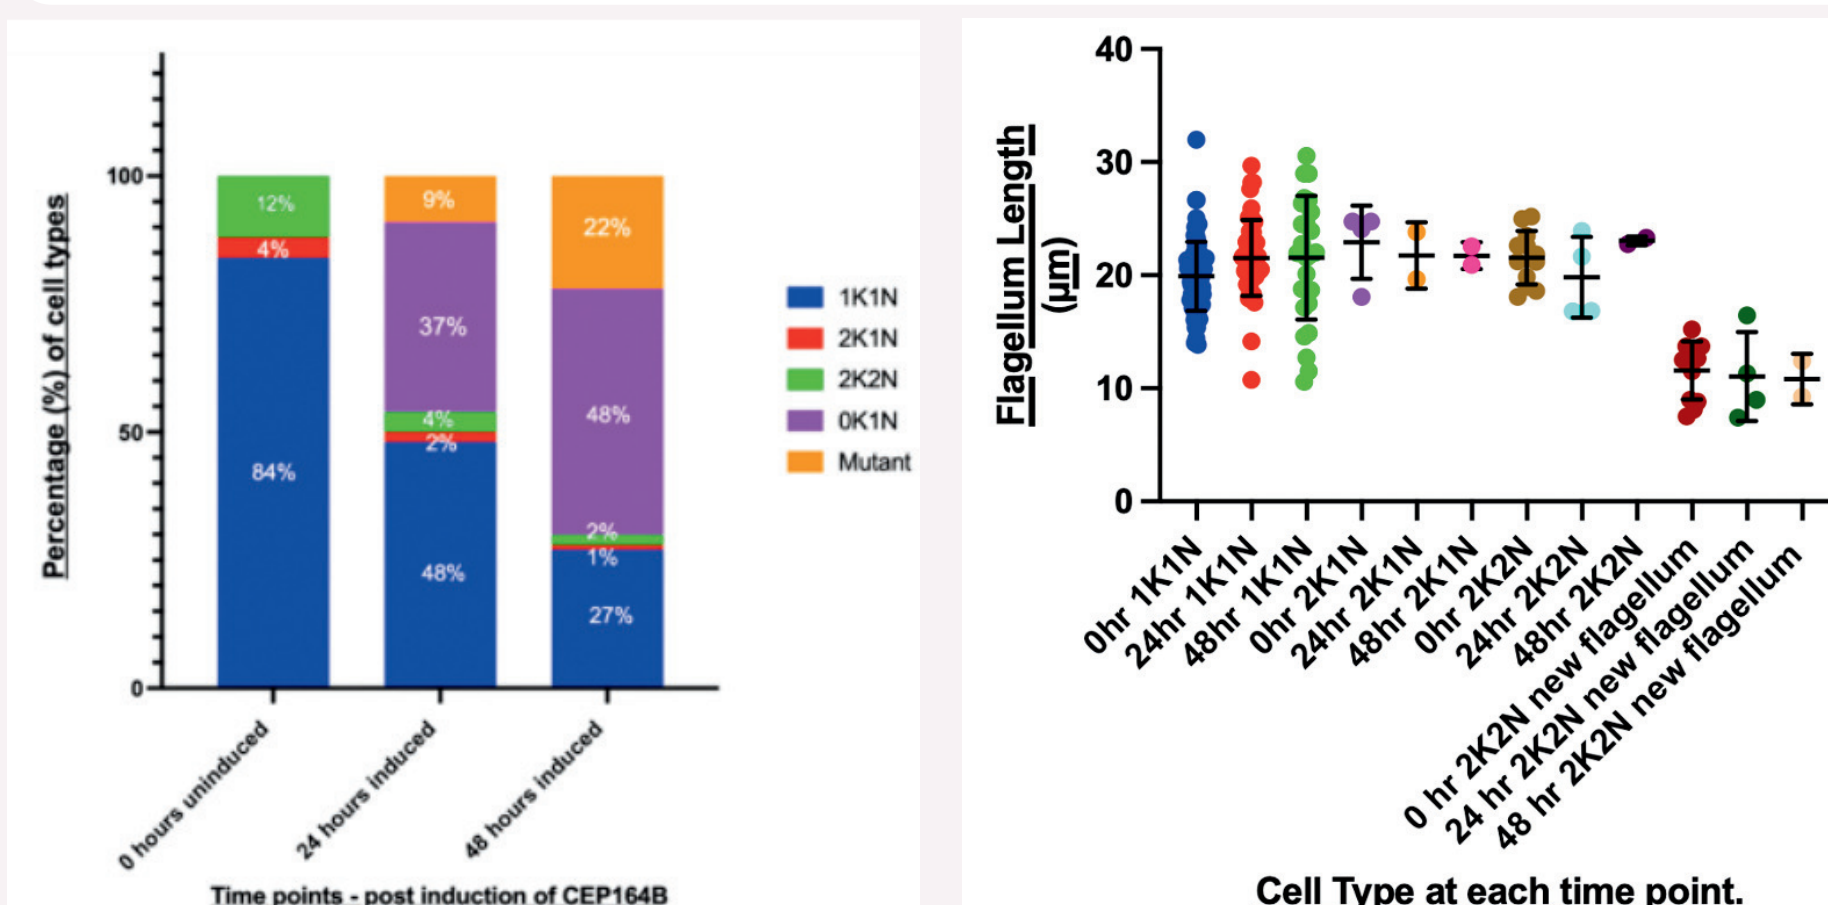 Percentage (%) of cell types
100
50
0
12%
4%
84%
9%
37%
4%
2%
48%
22%
48%
2%
1%
27%
1K1N
2K1N
2K2N
0K1N
Mutant
0 hours uninduced
24 hours induced
48 hours induced
Time points - post induction of CEP164B
Flagellum Length
(µm)
40
30
20
10
0
0hr 1K1N
24hr 1K1N
48hr 1K1N
0hr 2K1N
24hr 2K1N
48hr 2K1N
0hr 2K2N
24hr 2K2N
48hr 2K2N
0 hr 2K2N new flagellum
24 hr 2K2N new flagellum
48 hr 2K2N new flagellum
Cell Type at each time point.